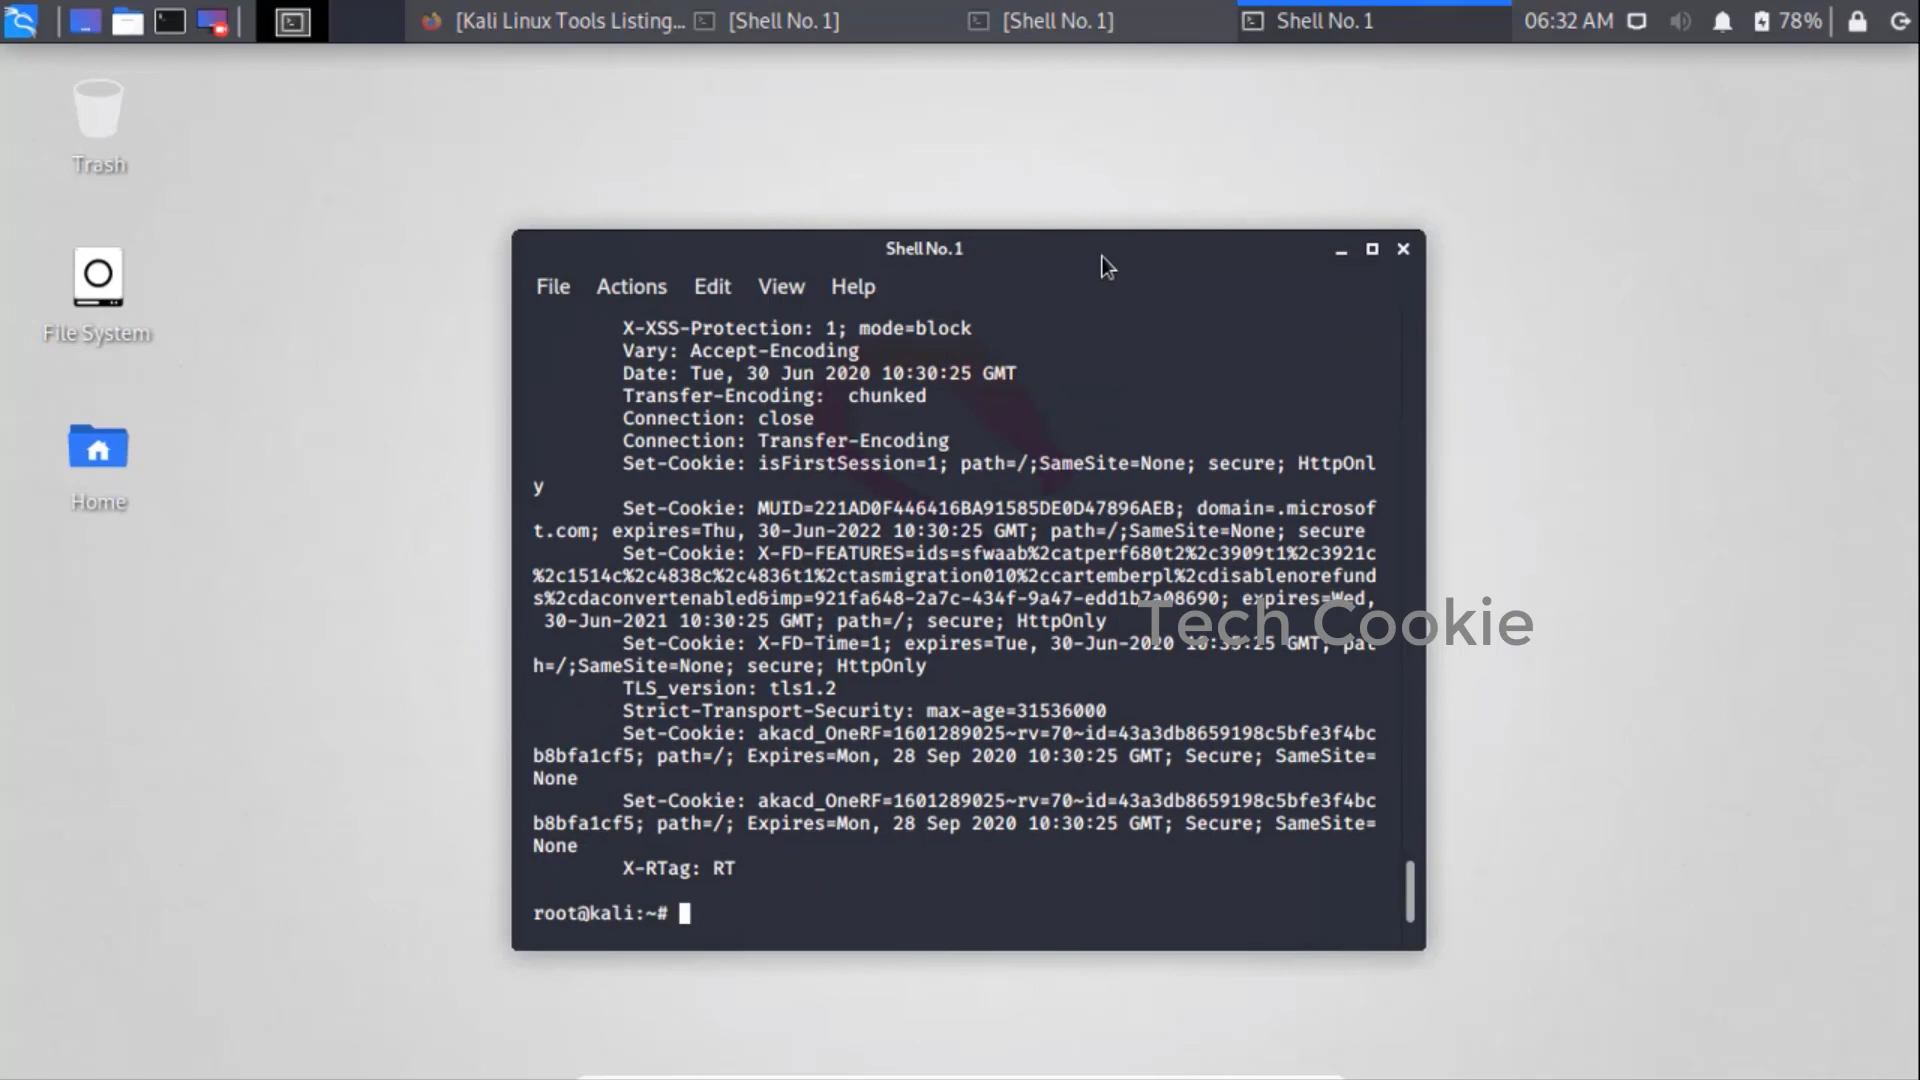 [Kali Linux Tools Listing... [Shell No. 1] [Shell No. 1] Shell No. 1 06:32 AM 78%
Trash
File System
Home
Shell No. 1
File Actions Edit View Help
X-XSS-Protection: 1; mode=block
Vary: Accept-Encoding
Date: Tue, 30 Jun 2020 10:30:25 GMT
Transfer-Encoding:  chunked
Connection: close
Connection: Transfer-Encoding
Set-Cookie: isFirstSession=1; path=/;SameSite=None; secure; HttpOnl
y
Set-Cookie: MUID=221AD0F446416BA91585DE0D47896AEB; domain=.microsof
t.com; expires=Thu, 30-Jun-2022 10:30:25 GMT; path=/;SameSite=None; secure
Set-Cookie: X-FD-FEATURES=ids=sfwaab%2catperf680t2%2c3909t1%2c3921c
%2c1514c%2c4838c%2c4836t1%2ctasmigration010%2ccartemberpl%2cdisablenorefund
s%2cdaconvertenabled&imp=921fa648-2a7c-434f-9a47-edd1b7a08690; expires=Wed,
30-Jun-2021 10:30:25 GMT; path=/; secure; HttpOnly
Set-Cookie: X-FD-Time=1; expires=Tue, 30-Jun-2020 10:35:25 GMT; pat
h=/;SameSite=None; secure; HttpOnly
TLS_version: tls1.2
Strict-Transport-Security: max-age=31536000
Set-Cookie: akacd_OneRF=1601289025~rv=70~id=43a3db8659198c5bfe3f4bc
b8bfa1cf5; path=/; Expires=Mon, 28 Sep 2020 10:30:25 GMT; Secure; SameSite=
None
Set-Cookie: akacd_OneRF=1601289025~rv=70~id=43a3db8659198c5bfe3f4bc
b8bfa1cf5; path=/; Expires=Mon, 28 Sep 2020 10:30:25 GMT; Secure; SameSite=
None
X-RTag: RT
root@kali:~#
Tech Cookie